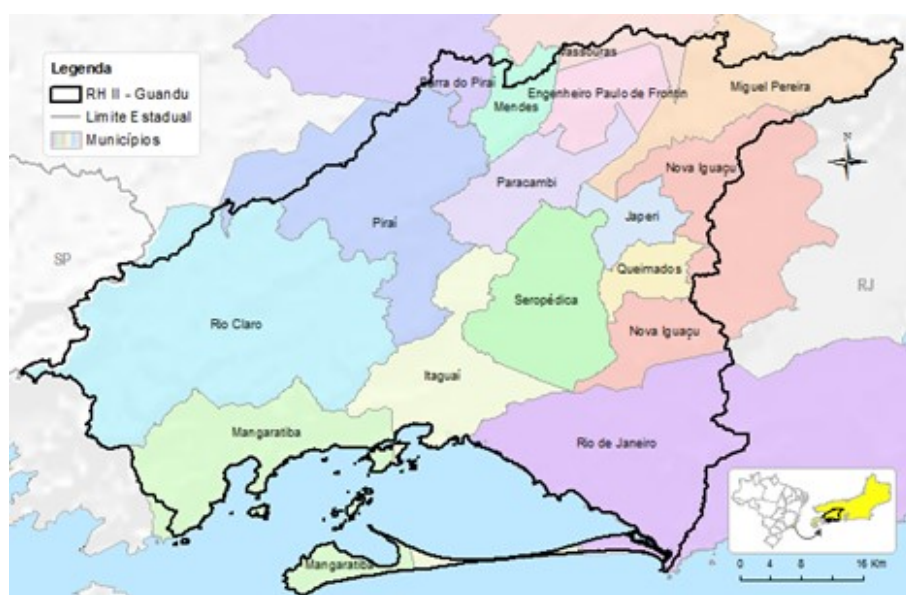 Legenda
RH II - Guandu
Limite Estadual
Municípios
Vassouras
Barra do Piraí
Mendes
Engenheiro Paulo de Frontin
Miguel Pereira
Nova Iguaçu
N
Paracambi
Japeri
Piraí
SP
Queimados
RJ
Seropédica
Rio Claro
Nova Iguaçu
Itaguaí
Mangaratiba
Rio de Janeiro
Mangaratiba
0 4 8 16 Km